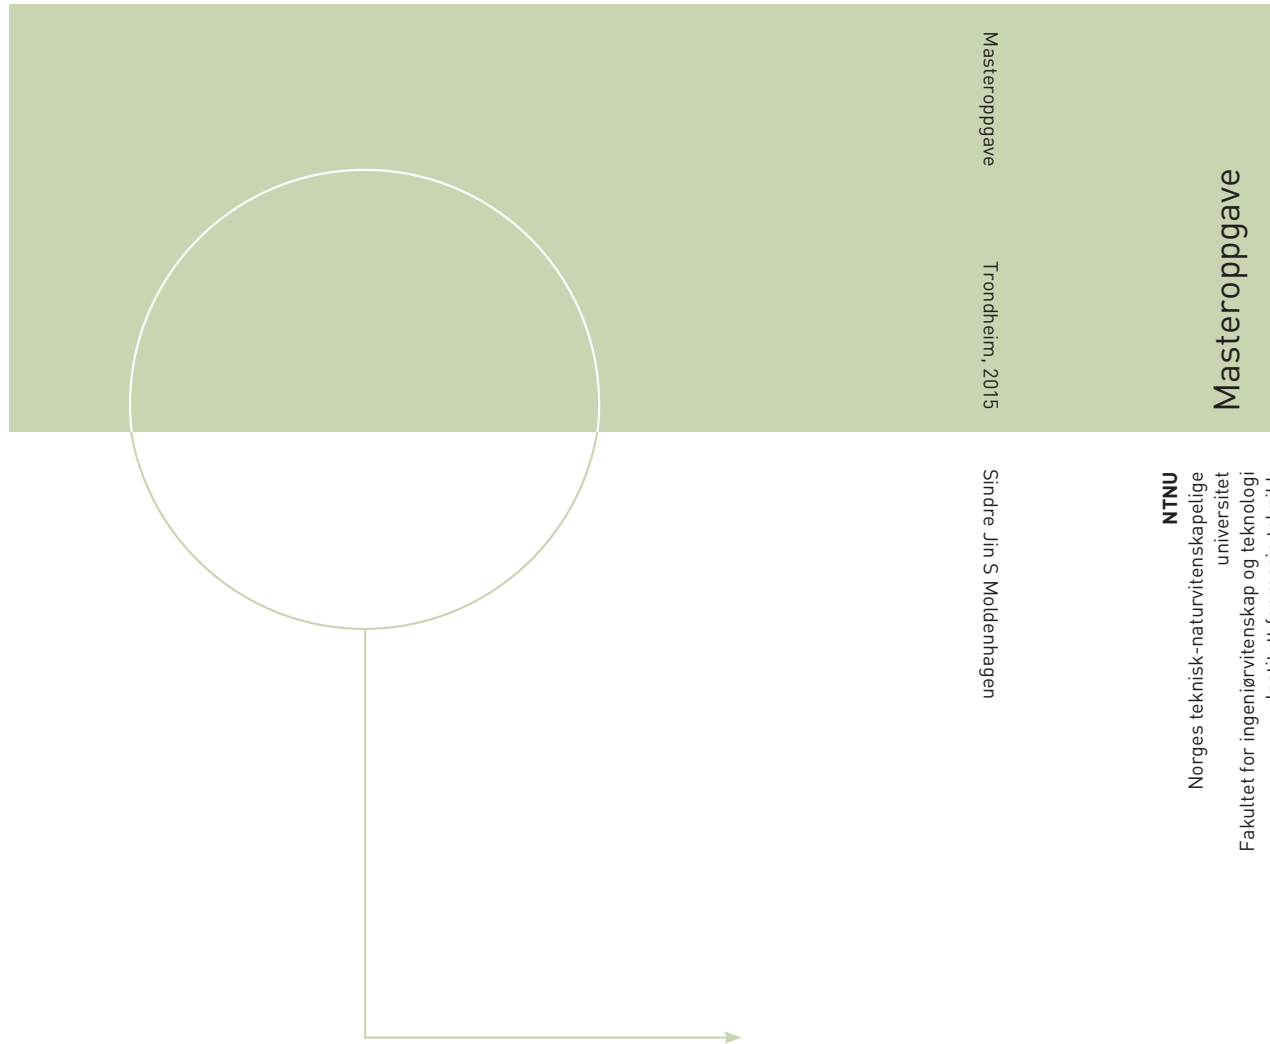 Masteroppgave
Trondheim, 2015
Sindre Jin S Moldenhagen
Masteroppgave
NTNU
Norges teknisk-naturvitenskapelige
universitet
Fakultet for ingeniørvitenskap og teknologi